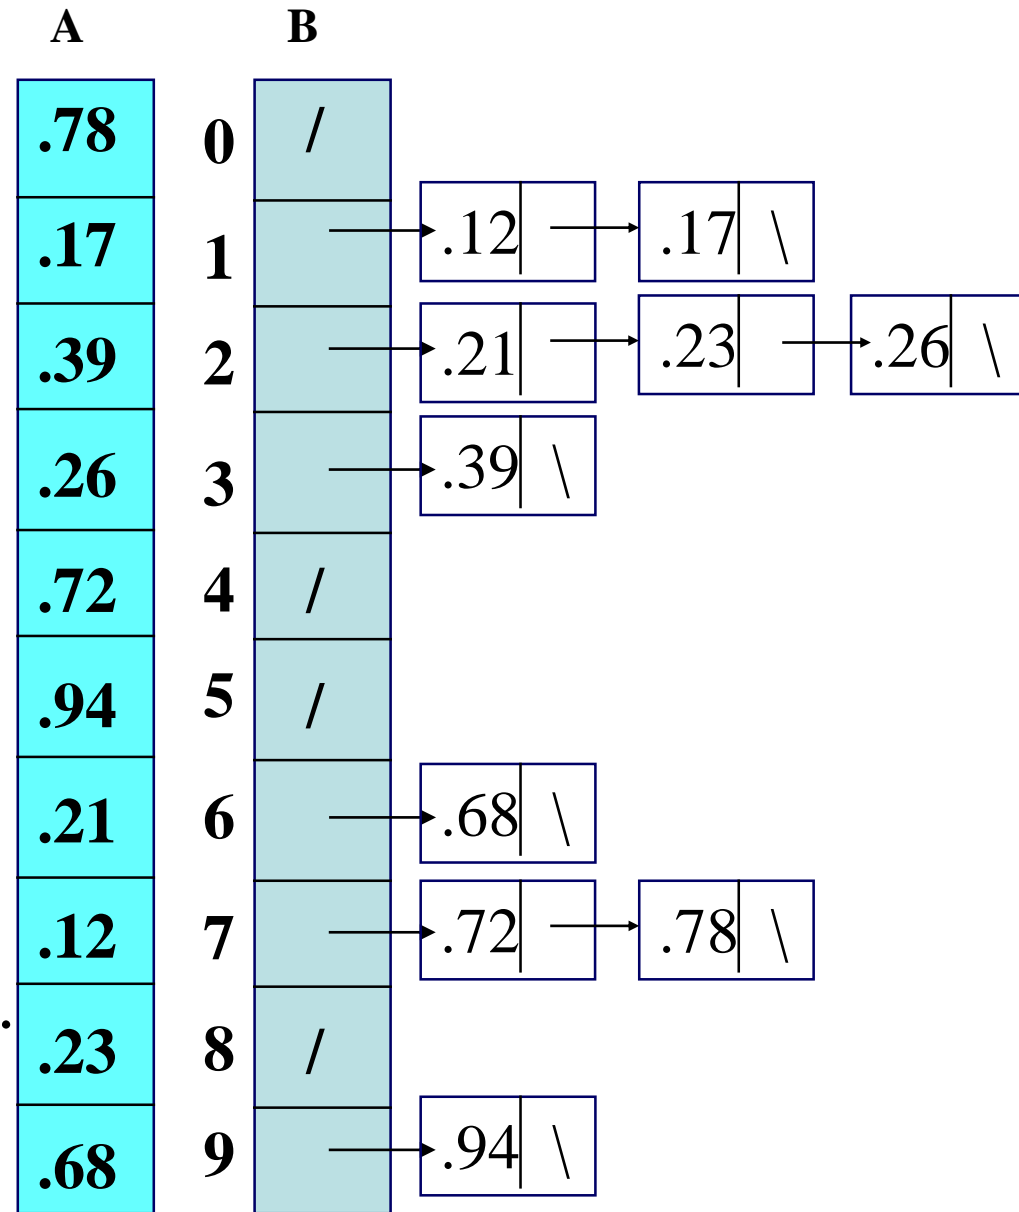 A B
.78 0 /
.17 1 .12 .17 \
.39 2 .21 .23 .26 \
.26 3 .39 \
.72 4 /
.94 5 /
.21 6 .68 \
.12 7 .72 .78 \
. .23 8 /
.68 9 .94 \